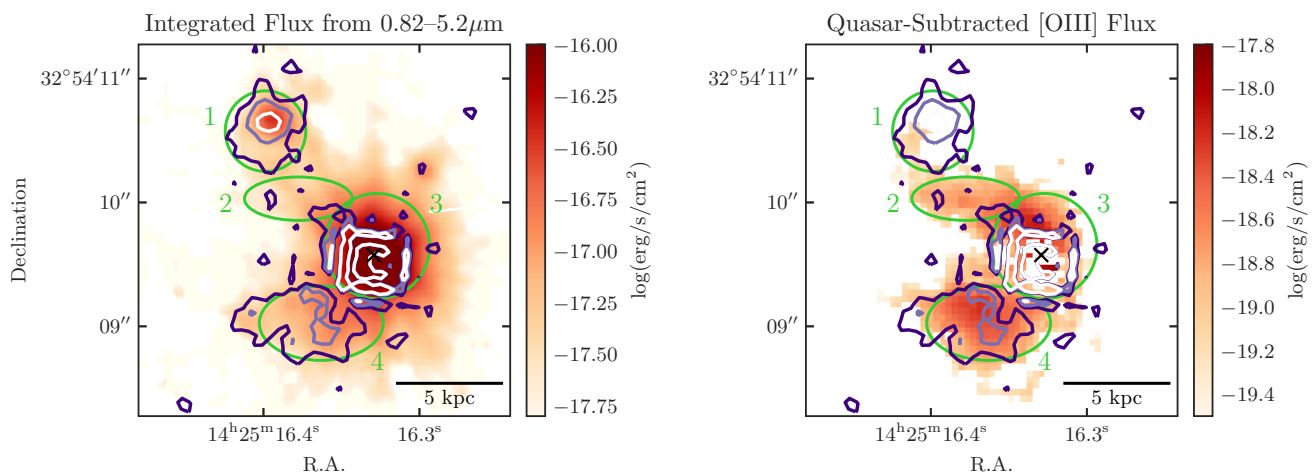 Integrated Flux from 0.82–5.2μm
Quasar-Subtracted [OIII] Flux
Declination
32°54′11″
10″
09″
1
2
3
4
5 kpc
14ʰ25ᵐ16.4ˢ
16.3ˢ
R.A.
−16.00
−16.25
−16.50
−16.75
−17.00
−17.25
−17.50
−17.75
log(erg/s/cm²)
32°54′11″
10″
09″
1
2
3
4
5 kpc
14ʰ25ᵐ16.4ˢ
16.3ˢ
R.A.
−17.8
−18.0
−18.2
−18.4
−18.6
−18.8
−19.0
−19.2
−19.4
log(erg/s/cm²)